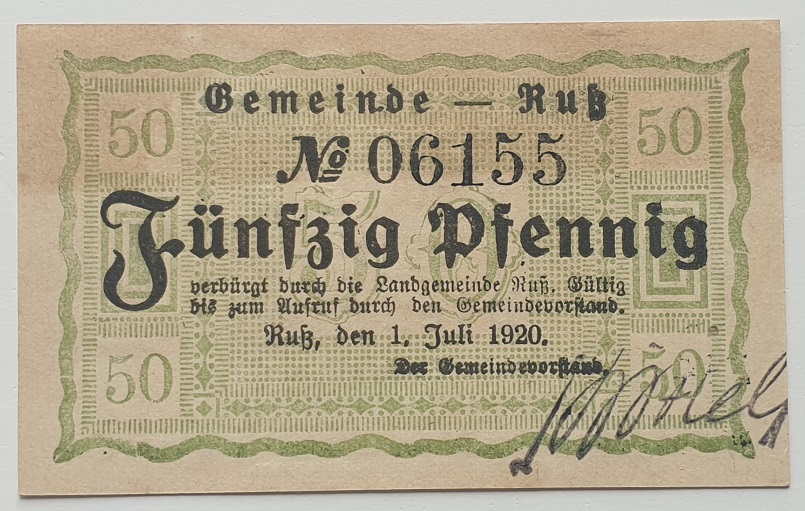 Gemeinde — Ruß
50 50
No. 06155
Fünfzig Pfennig
verbürgt durch die Landgemeinde Ruß. Gültig
bis zum Aufruf durch den Gemeindevorstand.
Ruß, den 1. Juli 1920.
Der Gemeindevorstand.
50 50